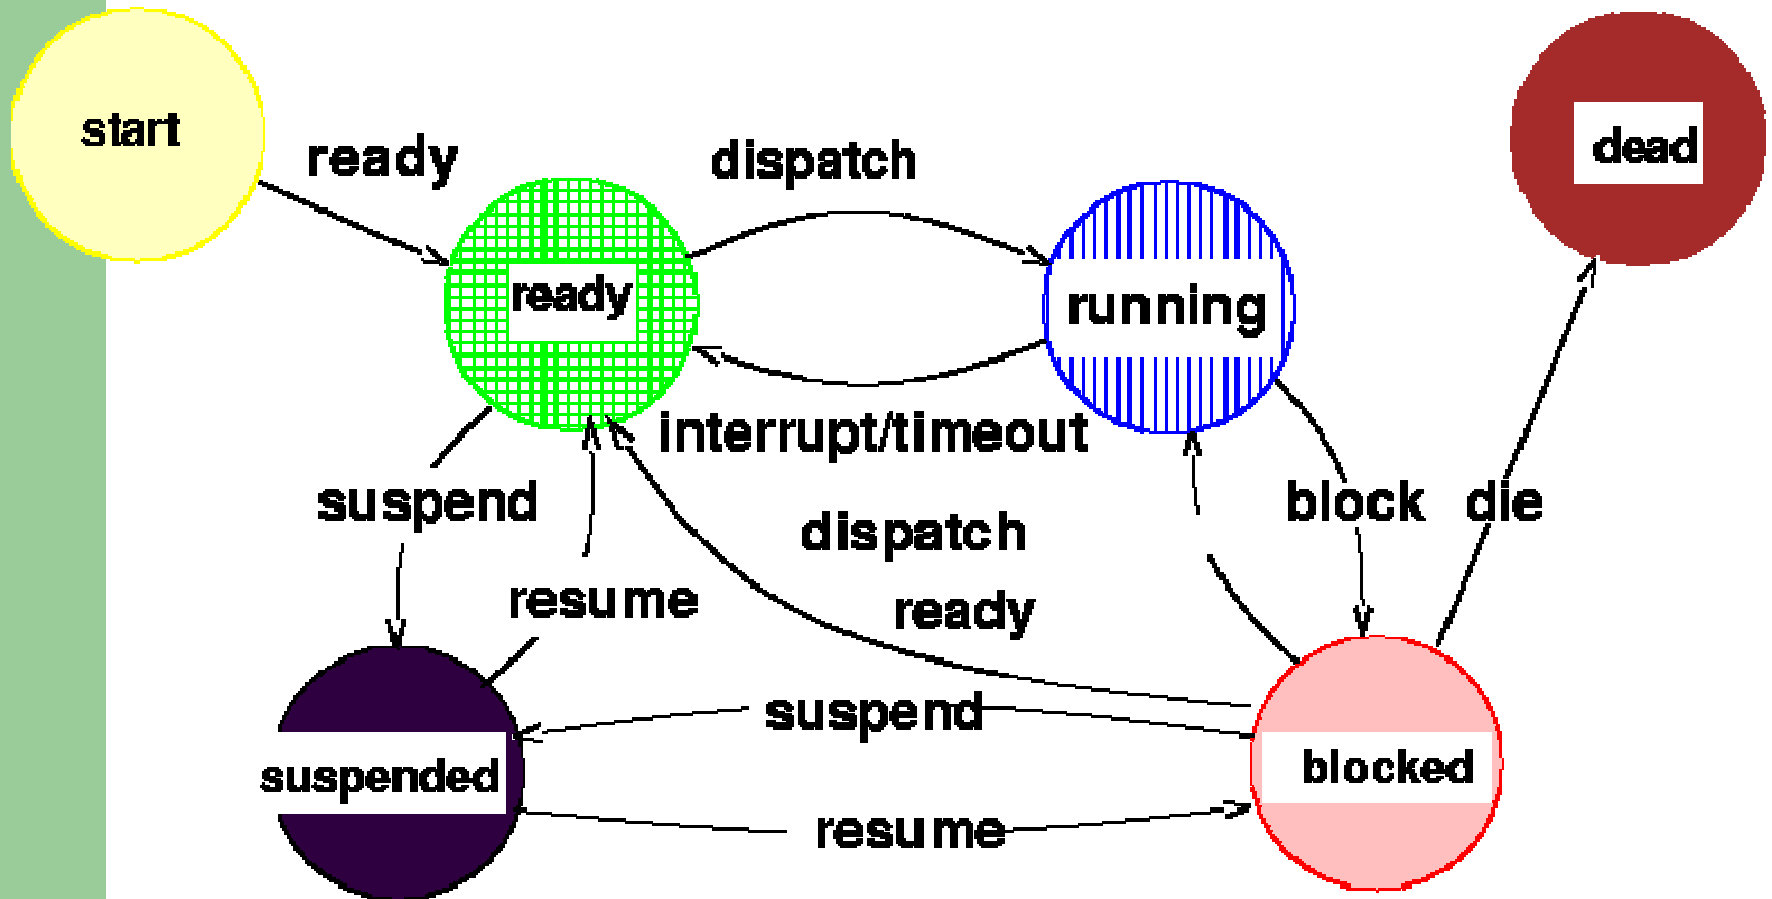 start
ready
dispatch
dead
ready
running
interrupt/timeout
suspend
block
die
dispatch
resume
ready
suspend
suspended
blocked
resume